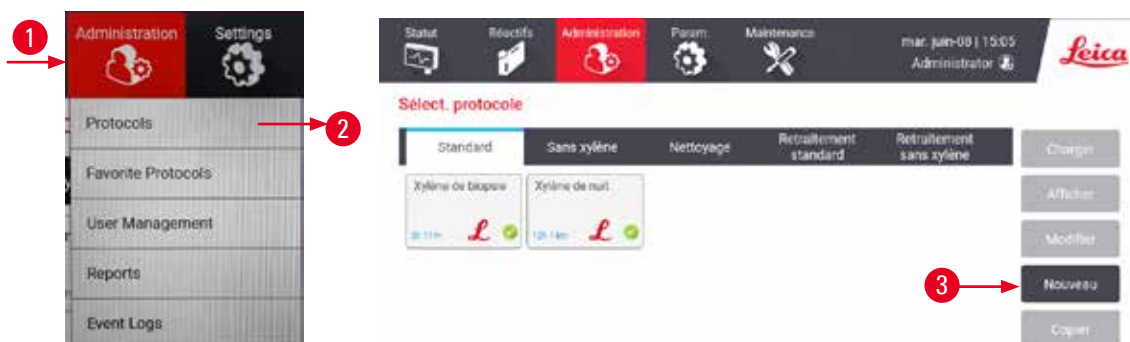 1
Administration
Settings
Protocols
2
Favorite Protocols
User Management
Reports
Event Logs
Statut
Réactifs
Administration
Param.
Maintenance
mar. juin-08 | 15:05
Administrator
Leica
Sélect. protocole
Standard
Sans xylène
Nettoyage
Retraitement
standard
Retraitement
sans xylène
Charger
Xylène de biopsie
Xylène de nuit
Afficher
L
L
Modifier
3
Nouveau
Copier